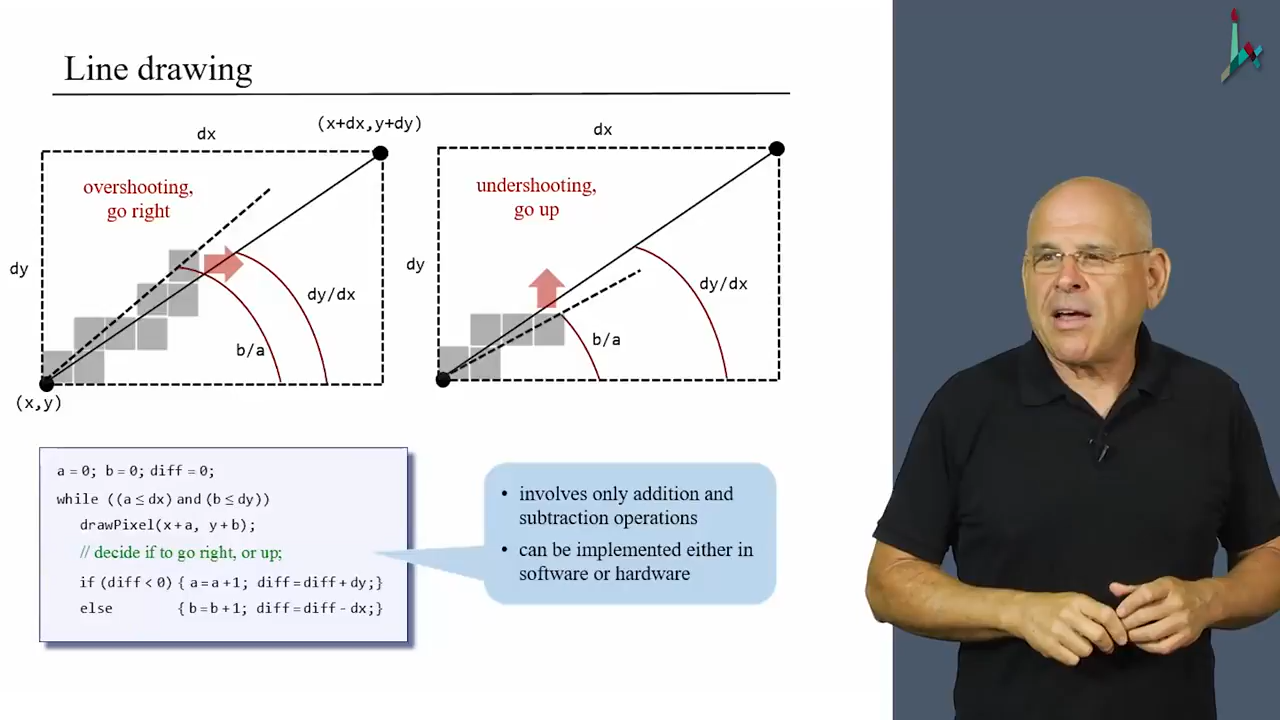 Line drawing
dx
(x+dx,y+dy)
overshooting,
go right
dy
dy/dx
b/a
(x,y)
dx
undershooting,
go up
dy
dy/dx
b/a
a = 0; b = 0; diff = 0;
while ((a ≤ dx) and (b ≤ dy))
drawPixel(x + a, y + b);
// decide if to go right, or up;
if (diff < 0) { a = a + 1; diff = diff + dy; }
else { b = b + 1; diff = diff - dx; }
• involves only addition and
subtraction operations
• can be implemented either in
software or hardware